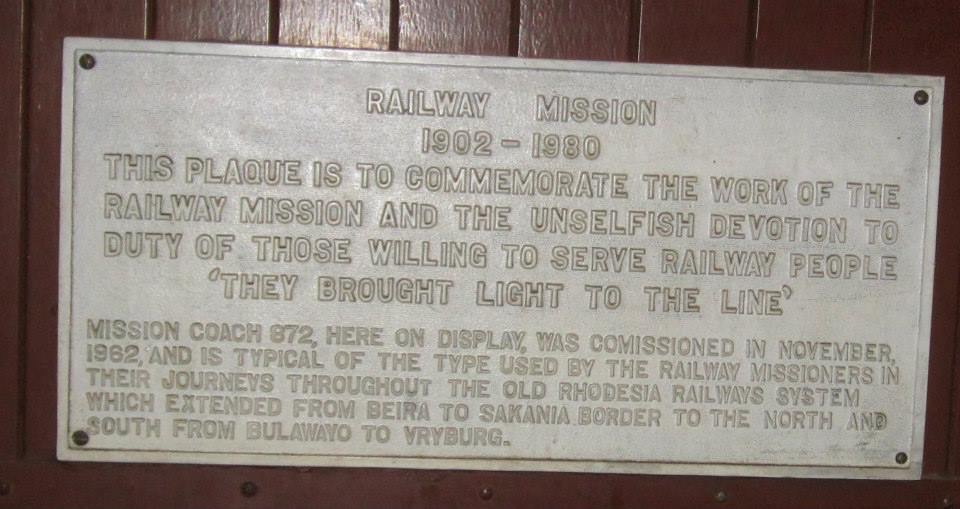 RAILWAY MISSION
1902 - 1980
THIS PLAQUE IS TO COMMEMORATE THE WORK OF THE
RAILWAY MISSION AND THE UNSELFISH DEVOTION TO
DUTY OF THOSE WILLING TO SERVE RAILWAY PEOPLE
'THEY BROUGHT LIGHT TO THE LINE'
MISSION COACH 872, HERE ON DISPLAY, WAS COMISSIONED IN NOVEMBER,
1962, AND IS TYPICAL OF THE TYPE USED BY THE RAILWAY MISSIONERS IN
THEIR JOURNEYS THROUGHOUT THE OLD RHODESIA RAILWAYS SYSTEM
WHICH EXTENDED FROM BEIRA TO SAKANIA BORDER TO THE NORTH AND
SOUTH FROM BULAWAYO TO VRYBURG.